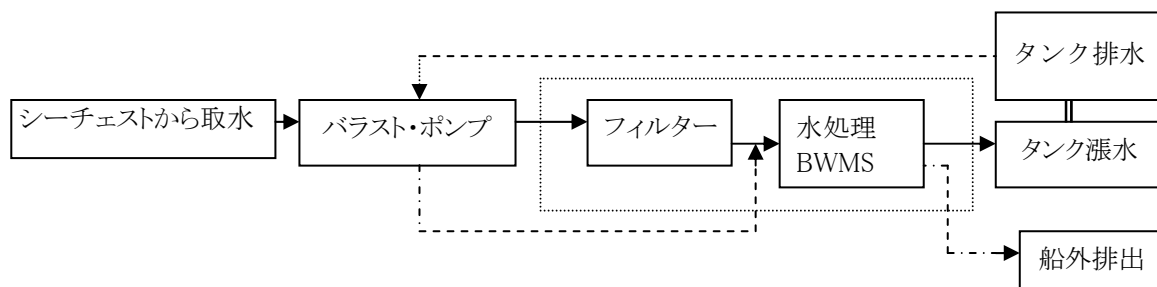 タンク排水
シーチェストから取水
バラスト・ポンプ
フィルター
水処理
BWMS
タンク漲水
船外排出